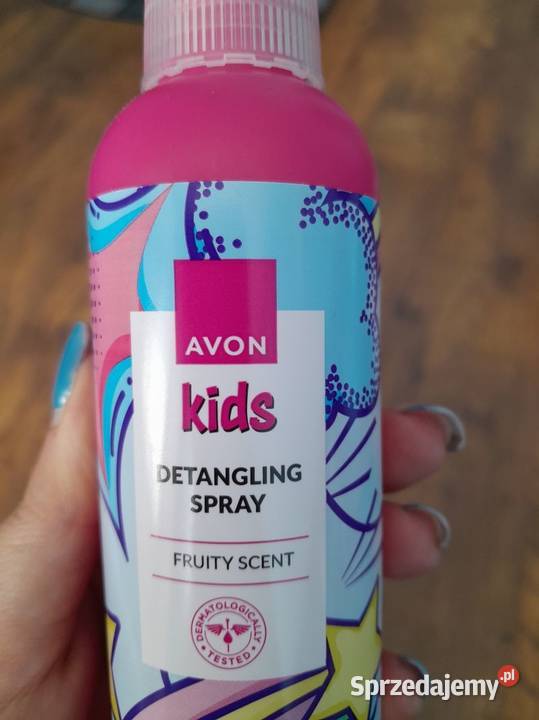 AVON
kids
DETANGLING
SPRAY
FRUITY SCENT
DERMATOLOGICALLY
• TESTED •
Sprzedajemy.pl